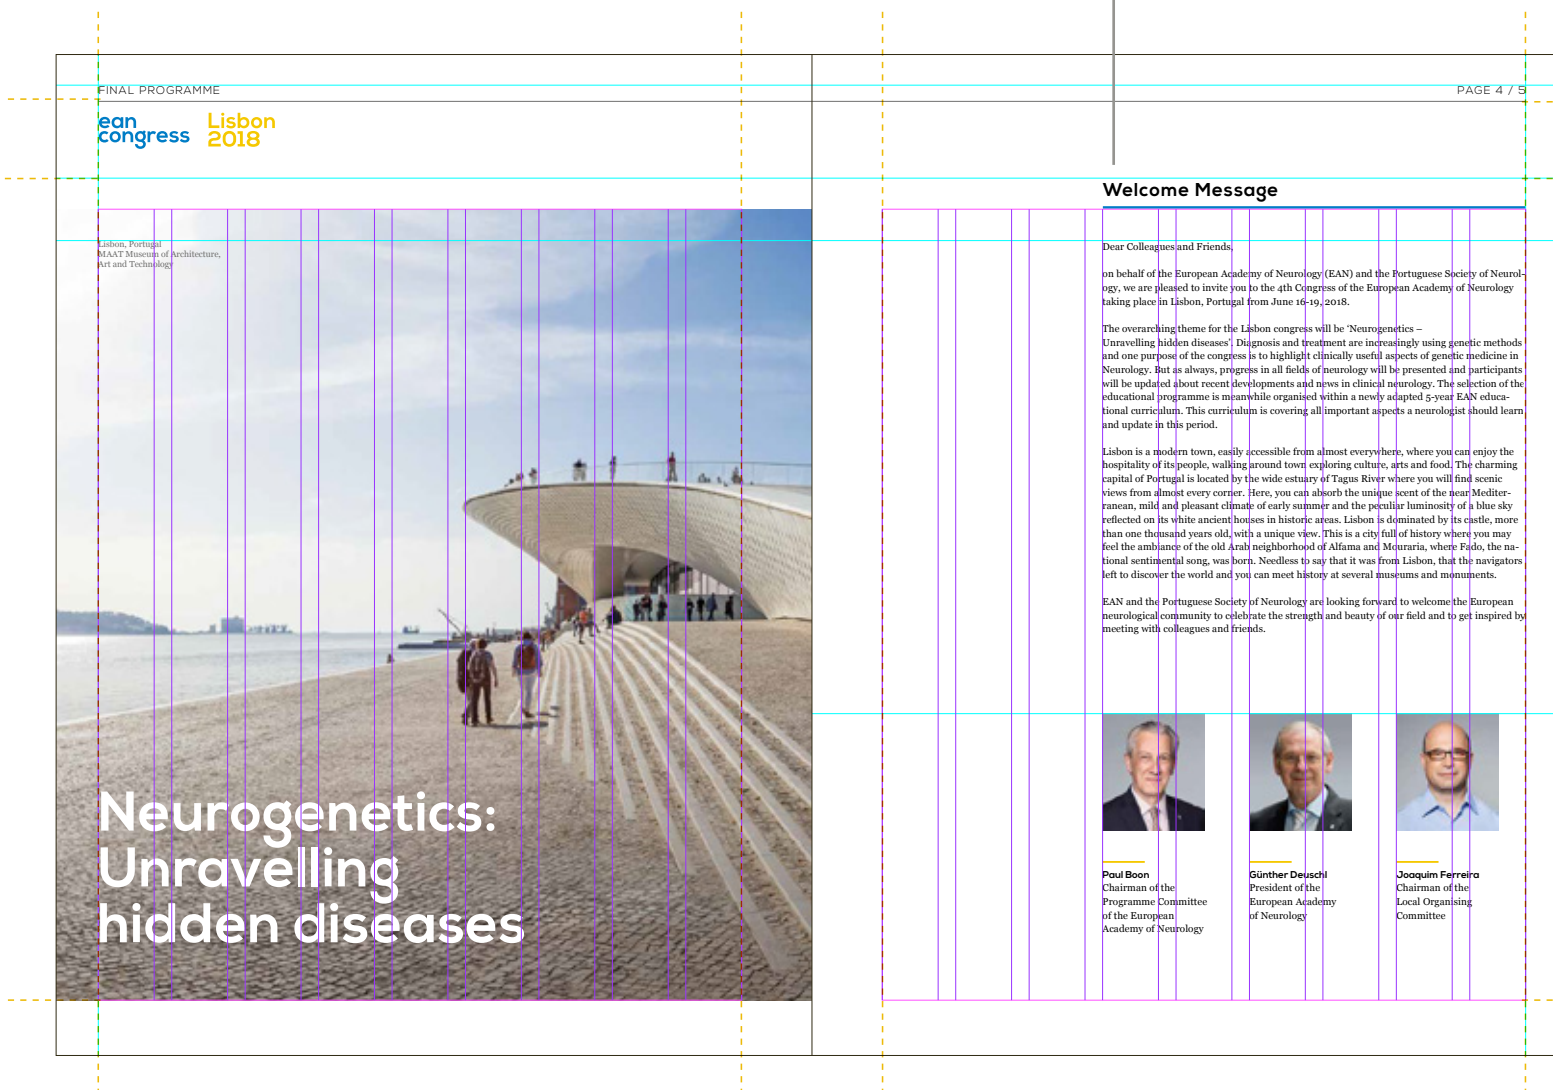 FINAL PROGRAMME
PAGE 4 / 5
ean
congress
Lisbon
2018
Lisbon, Portugal
MAAT Museum of Architecture,
Art and Technology
Neurogenetics:
Unravelling
hidden diseases
Welcome Message
Dear Colleagues and Friends,
on behalf of the European Academy of Neurology (EAN) and the Portuguese Society of Neurol-
ogy, we are pleased to invite you to the 4th Congress of the European Academy of Neurology
taking place in Lisbon, Portugal from June 16-19, 2018.
The overarching theme for the Lisbon congress will be ‘Neurogenetics –
Unravelling hidden diseases’. Diagnosis and treatment are increasingly using genetic methods
and one purpose of the congress is to highlight clinically useful aspects of genetic medicine in
Neurology. But as always, progress in all fields of neurology will be presented and participants
will be updated about recent developments and news in clinical neurology. The selection of the
educational programme is meanwhile organised within a newly adapted 5-year EAN educa-
tional curriculum. This curriculum is covering all important aspects a neurologist should learn
and update in this period.
Lisbon is a modern town, easily accessible from almost everywhere, where you can enjoy the
hospitality of its people, walking around town exploring culture, arts and food. The charming
capital of Portugal is located by the wide estuary of Tagus River where you will find scenic
views from almost every corner. Here, you can absorb the unique scent of the near Mediter-
ranean, mild and pleasant climate of early summer and the peculiar luminosity of a blue sky
reflected on its white ancient houses in historic areas. Lisbon is dominated by its castle, more
than one thousand years old, with a unique view. This is a city full of history where you may
feel the ambiance of the old Arab neighborhood of Alfama and Mouraria, where Fado, the na-
tional sentimental song, was born. Needless to say that it was from Lisbon, that the navigators
left to discover the world and you can meet history at several museums and monuments.
EAN and the Portuguese Society of Neurology are looking forward to welcome the European
neurological community to celebrate the strength and beauty of our field and to get inspired by
meeting with colleagues and friends.
Paul Boon
Chairman of the
Programme Committee
of the European
Academy of Neurology
Günther Deuschl
President of the
European Academy
of Neurology
Joaquim Ferreira
Chairman of the
Local Organising
Committee